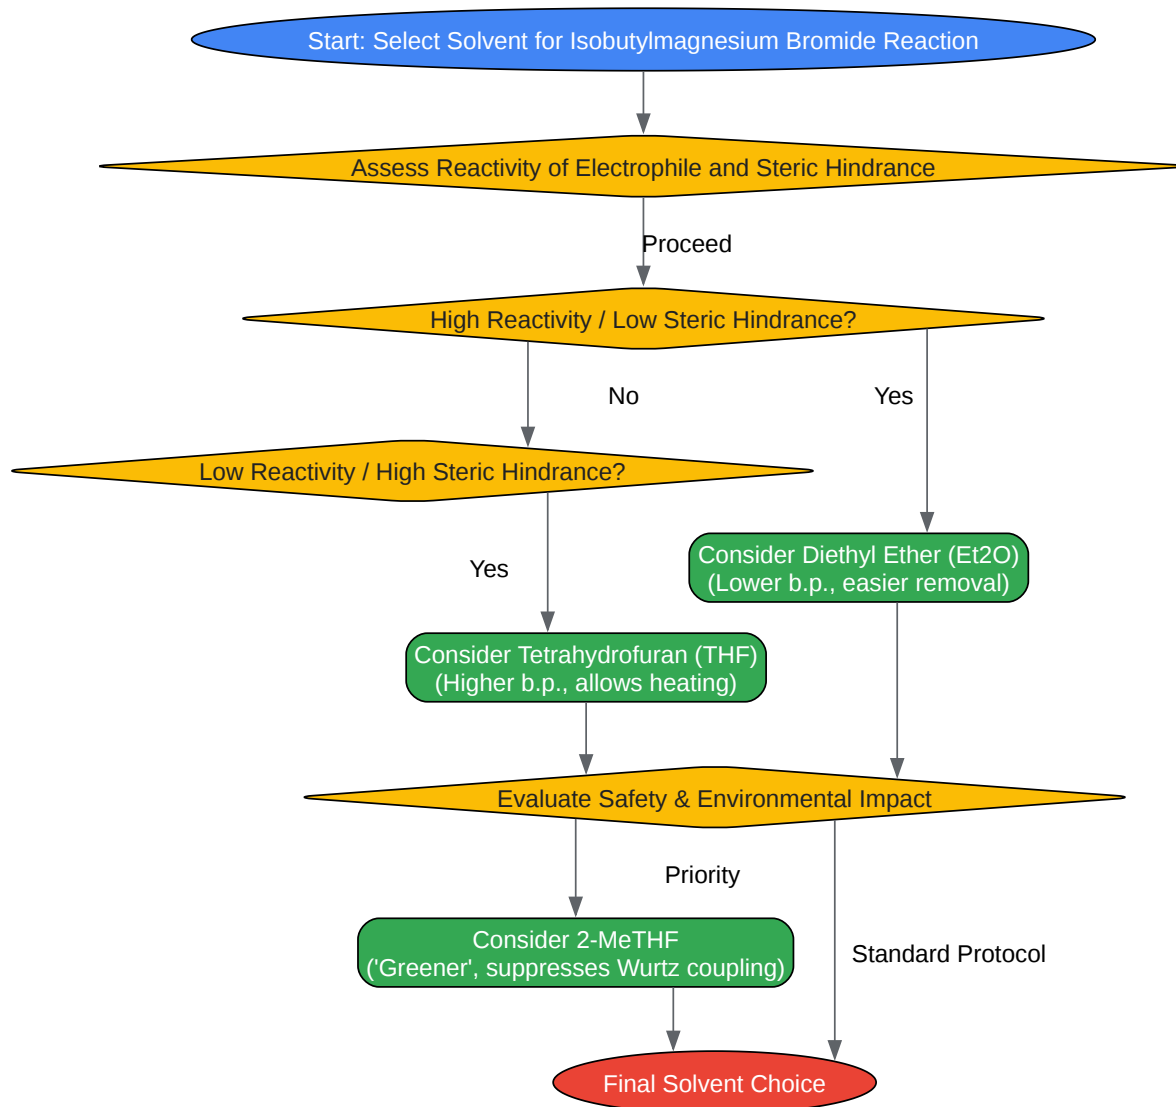 Start: Select Solvent for Isobutylmagnesium Bromide Reaction
Assess Reactivity of Electrophile and Steric Hindrance
Proceed
High Reactivity / Low Steric Hindrance?
No
Yes
Low Reactivity / High Steric Hindrance?
Consider Diethyl Ether (Et2O)
(Lower b.p., easier removal)
Yes
Consider Tetrahydrofuran (THF)
(Higher b.p., allows heating)
Evaluate Safety & Environmental Impact
Priority
Consider 2-MeTHF
('Greener', suppresses Wurtz coupling)
Standard Protocol
Final Solvent Choice